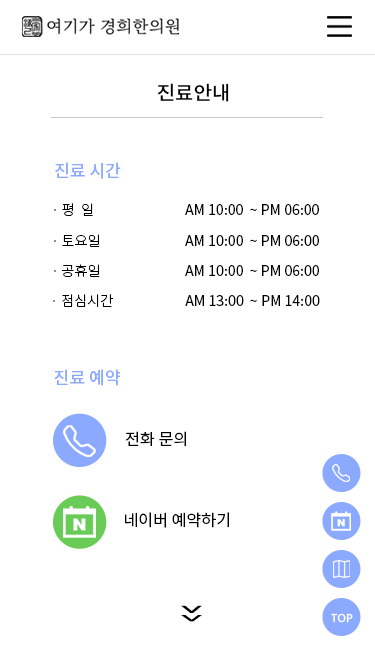 여기가 경희한의원
진료안내
진료 시간
· 평 일 AM 10:00 ~ PM 06:00
· 토요일 AM 10:00 ~ PM 06:00
· 공휴일 AM 10:00 ~ PM 06:00
· 점심시간 AM 13:00 ~ PM 14:00
진료 예약
전화 문의
N 네이버 예약하기
N
TOP